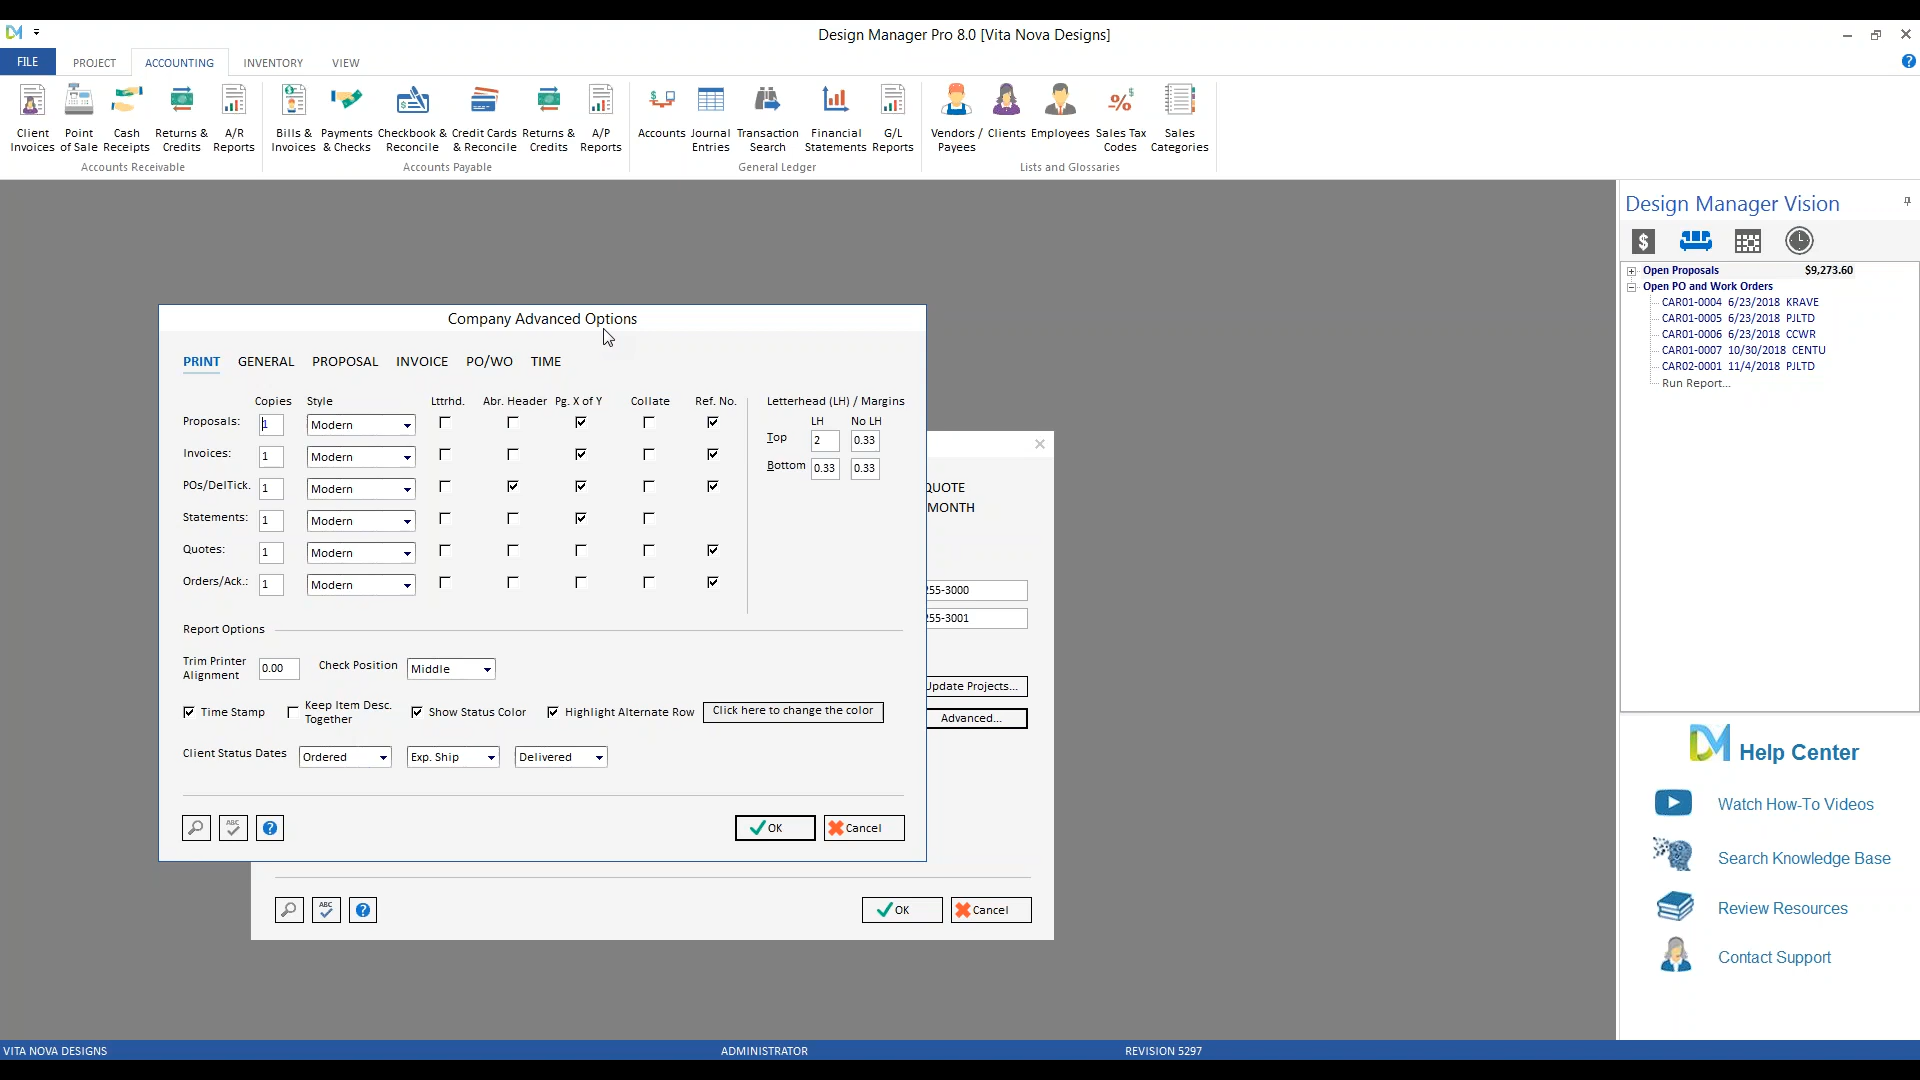 Design Manager Pro 8.0 [Vita Nova Designs]
FILE PROJECT ACCOUNTING INVENTORY VIEW
Client Invoices
Point of Sale
Cash Receipts
Returns & Credits
A/R Reports
Accounts Receivable
Bills & Invoices
Payments & Checks
Checkbook & Reconcile
Credit Cards & Reconcile
Returns & Credits
A/P Reports
Accounts Payable
Accounts
Journal Entries
Transaction Search
Financial Statements
G/L Reports
General Ledger
Vendors / Payees
Clients
Employees
Sales Tax Codes
Sales Categories
Lists and Glossaries
Company Advanced Options
PRINT GENERAL PROPOSAL INVOICE PO/WO TIME
Copies Style Lttrhd. Abr. Header Pg. X of Y Collate Ref. No.
Proposals: 1 Modern
Invoices: 1 Modern
POs/DelTick. 1 Modern
Statements: 1 Modern
Quotes: 1 Modern
Orders/Ack.: 1 Modern
Letterhead (LH) / Margins
LH No LH
Top 2 0.33
Bottom 0.33 0.33
Report Options
Trim Printer Alignment 0.00 Check Position Middle
Time Stamp Keep Item Desc. Together Show Status Color Highlight Alternate Row Click here to change the color
Client Status Dates Ordered Exp. Ship Delivered
ABC ? OK Cancel
QUOTE
MONTH
255-3000
255-3001
Update Projects...
Advanced...
ABC ? OK Cancel
Design Manager Vision
Open Proposals $9,273.60
Open PO and Work Orders
CAR01-0004 6/23/2018 KRAVE
CAR01-0005 6/23/2018 PJLTD
CAR01-0006 6/23/2018 CCWR
CAR01-0007 10/30/2018 CENTU
CAR02-0001 11/4/2018 PJLTD
Run Report...
DM Help Center
Watch How-To Videos
Search Knowledge Base
Review Resources
Contact Support
VITA NOVA DESIGNS ADMINISTRATOR REVISION 5297